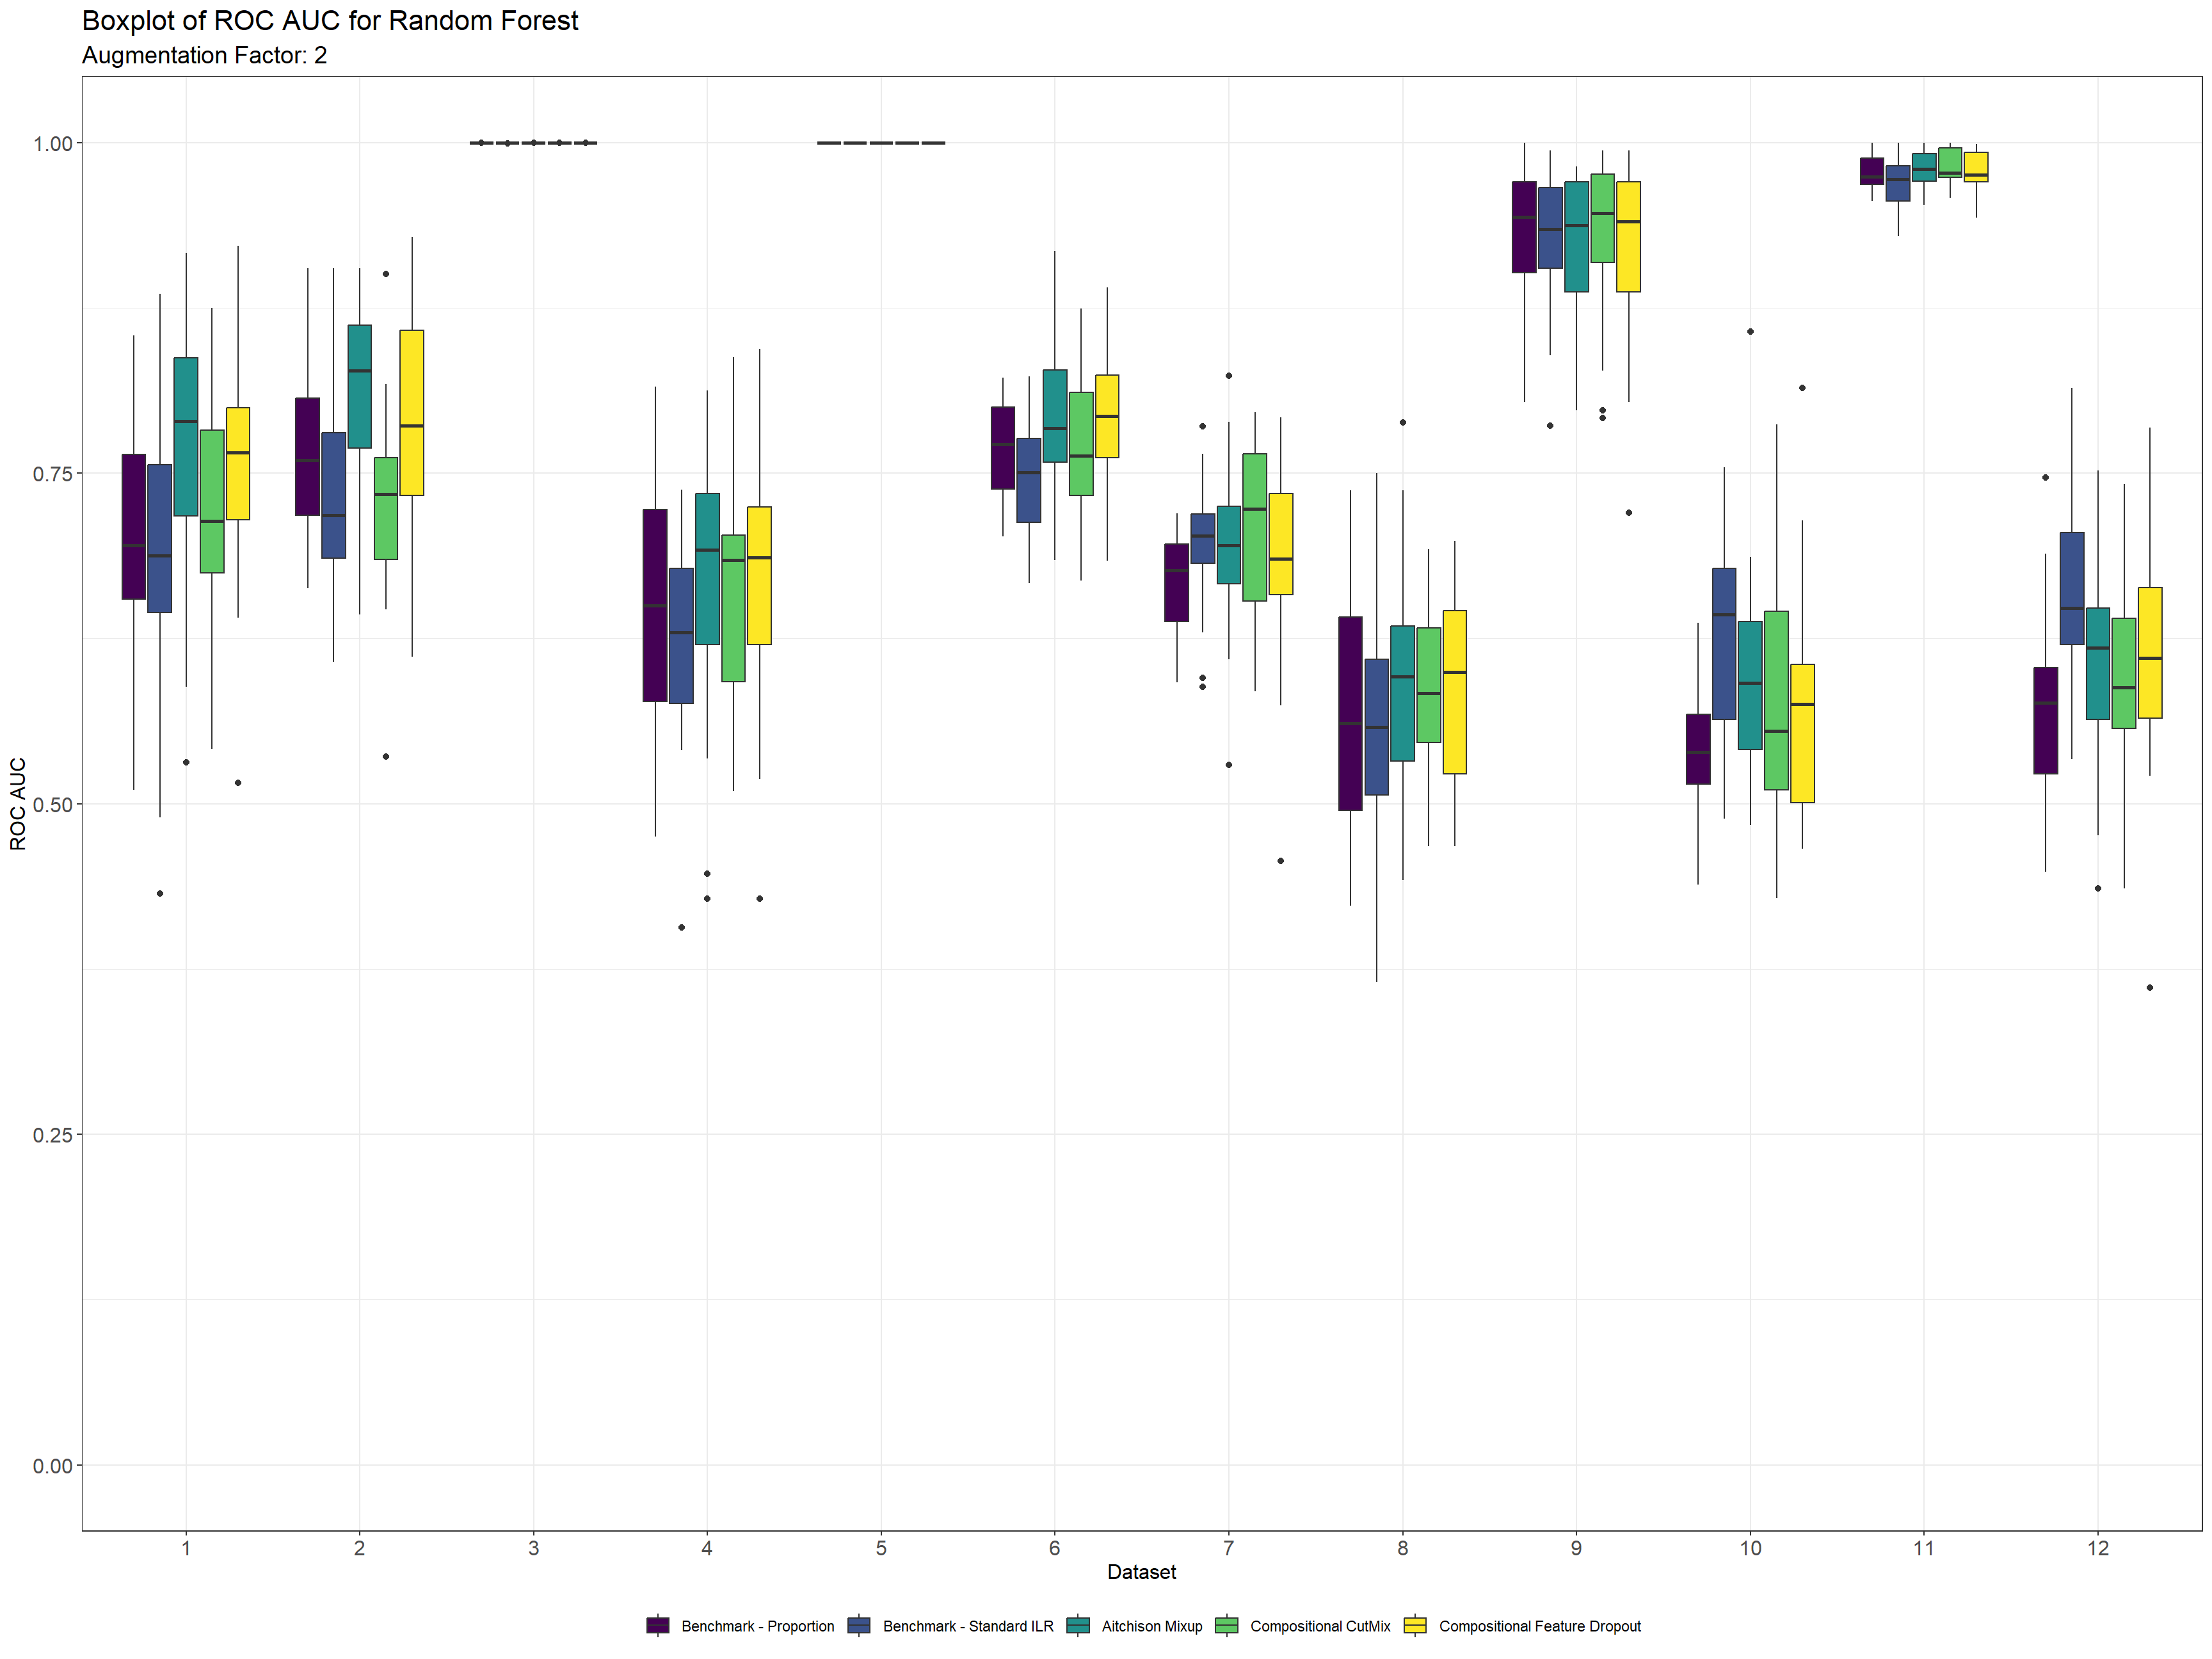 Boxplot of ROC AUC for Random Forest
Augmentation Factor: 2
ROC AUC
1.00
0.75
0.50
0.25
0.00
1 2 3 4 5 6 7 8 9 10 11 12
Dataset
Benchmark - Proportion Benchmark - Standard ILR Aitchison Mixup Compositional CutMix Compositional Feature Dropout